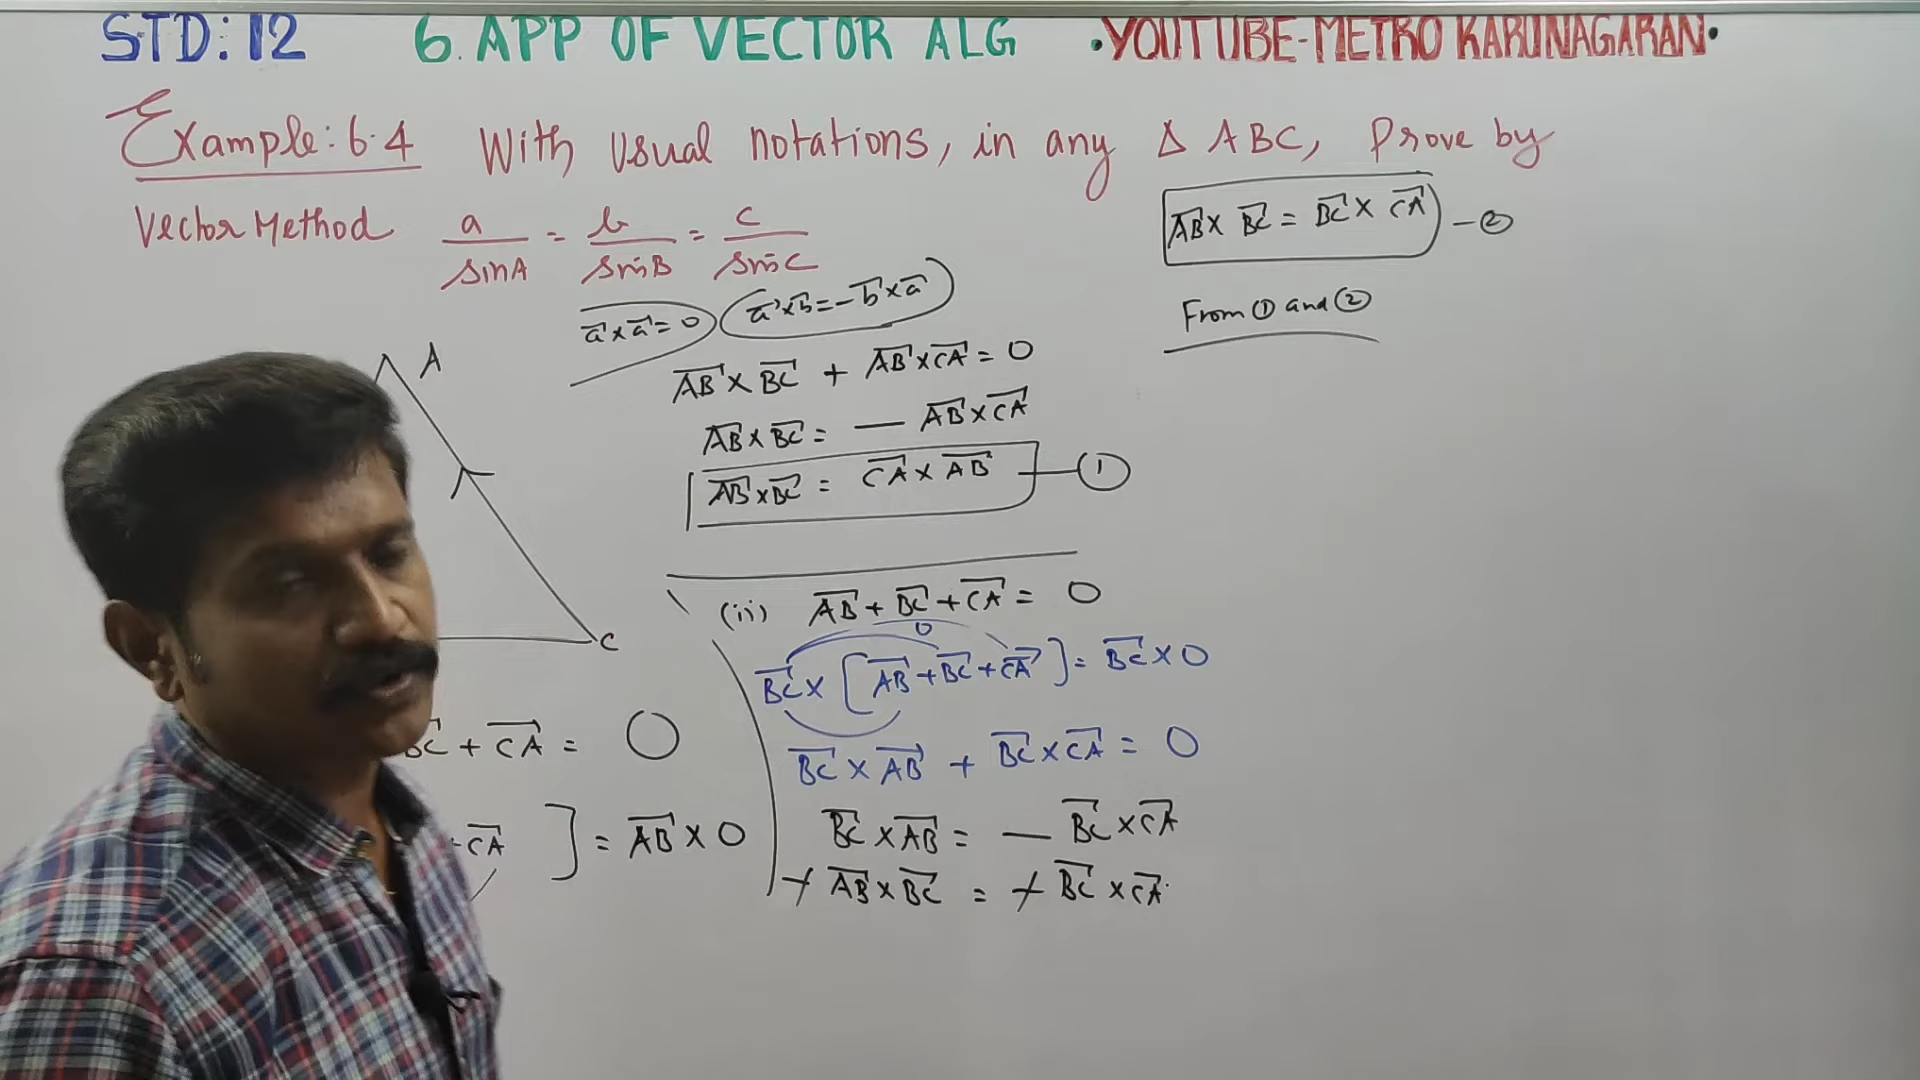 STD: 12 6. APP OF VECTOR ALG •YOUTUBE-METRO KARUNAGARAN•
Example: 6.4 With usual notations, in any Δ ABC, Prove by
Vector Method a/sinA = b/sinB = c/sinC
a⃗ × a⃗ = 0 a⃗ × b⃗ = - b⃗ × a⃗
A
C
BC⃗ + CA⃗ = 0
CA⃗ ] = AB⃗ × 0
AB⃗ × BC⃗ + AB⃗ × CA⃗ = 0
AB⃗ × BC⃗ = — AB⃗ × CA⃗
AB⃗ × BC⃗ = CA⃗ × AB⃗ — ①
(ii) AB⃗ + BC⃗ + CA⃗ = 0
0
BC⃗ × [AB⃗ + BC⃗ + CA⃗] = BC⃗ × 0
BC⃗ × AB⃗ + BC⃗ × CA⃗ = 0
BC⃗ × AB⃗ = — BC⃗ × CA⃗
- AB⃗ × BC⃗ = - BC⃗ × CA⃗
AB⃗ × BC⃗ = BC⃗ × CA⃗ — ②
From ① and ②